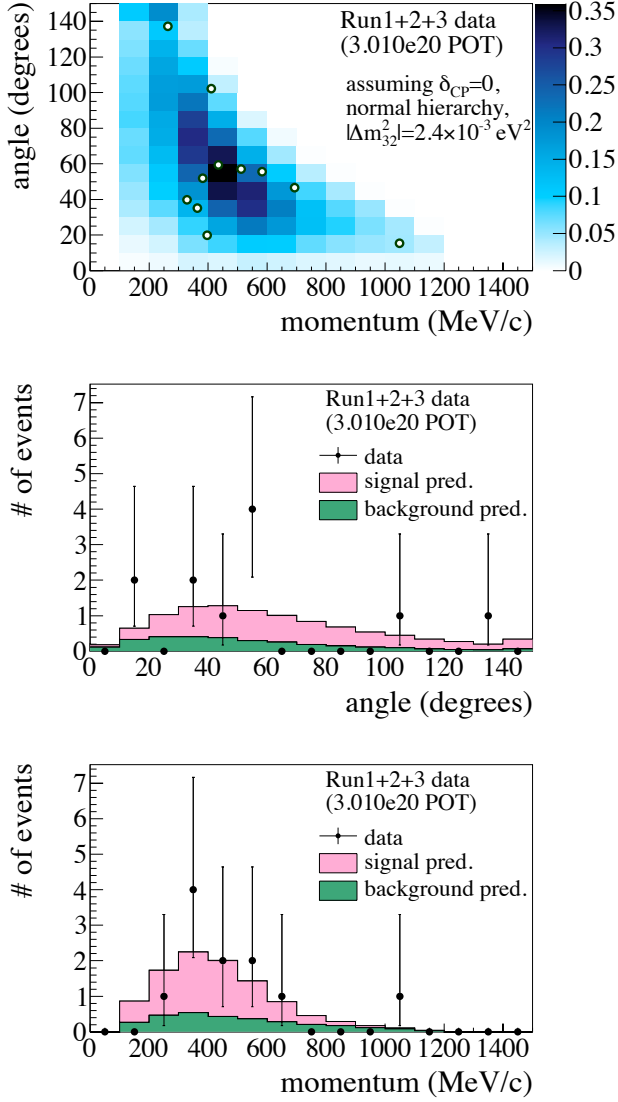 Run1+2+3 data
(3.010e20 POT)
assuming δCP=0,
normal hierarchy,
|Δm²32|=2.4×10⁻³ eV²
angle (degrees)
140
120
100
80
60
40
20
0
0 200 400 600 800 1000 1200 1400
momentum (MeV/c)
0.35
0.3
0.25
0.2
0.15
0.1
0.05
0
# of events
7
6
5
4
3
2
1
0
Run1+2+3 data
(3.010e20 POT)
data
signal pred.
background pred.
0 20 40 60 80 100 120 140
angle (degrees)
# of events
7
6
5
4
3
2
1
0
Run1+2+3 data
(3.010e20 POT)
data
signal pred.
background pred.
0 200 400 600 800 1000 1200 1400
momentum (MeV/c)